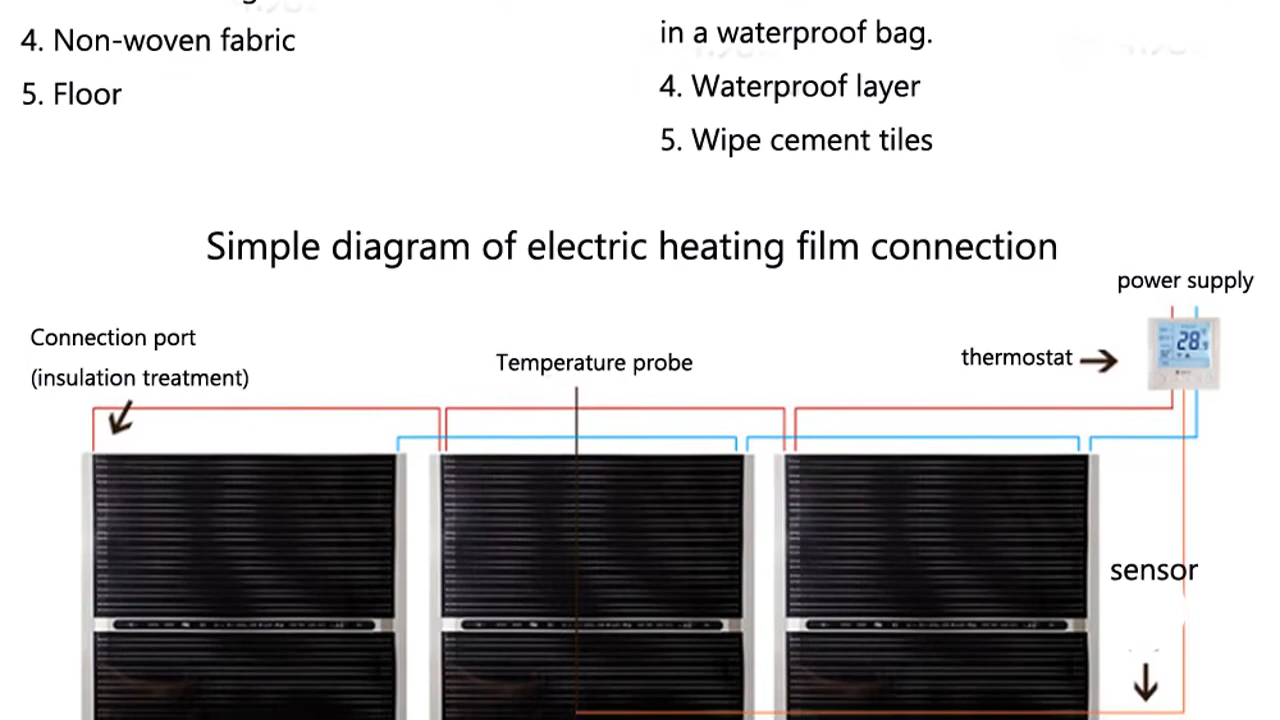 4. Non-woven fabric
5. Floor
in a waterproof bag.
4. Waterproof layer
5. Wipe cement tiles
Simple diagram of electric heating film connection
power supply
Connection port
(insulation treatment)
Temperature probe
thermostat
28
sensor